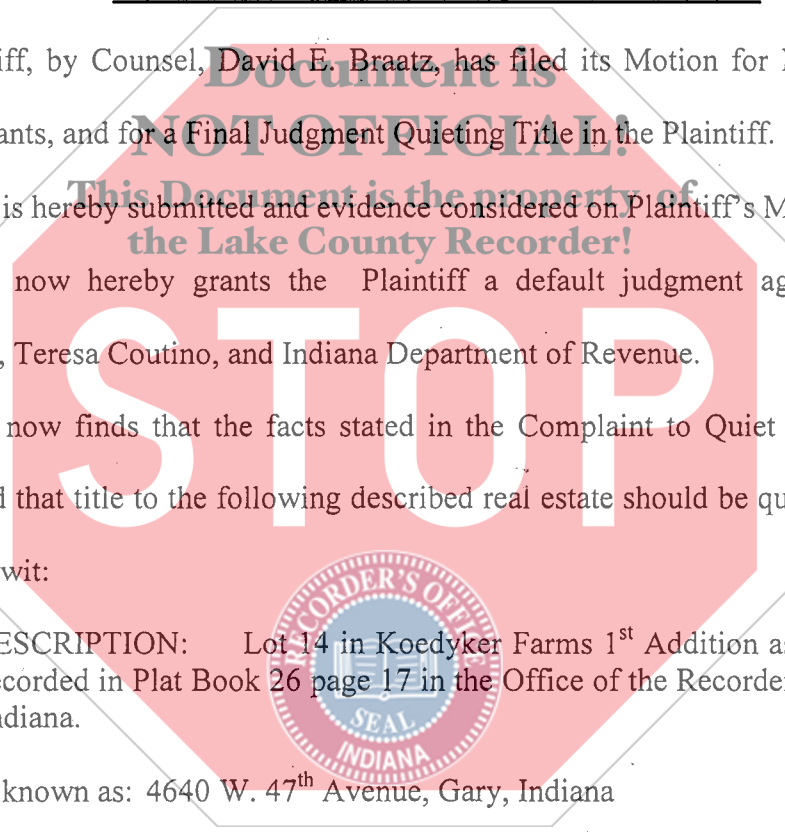 iff, by Counsel, David E. Braatz, has filed its Motion for
Document is
ants, and for a Final Judgment Quieting Title in the Plaintiff.
NOT OFFICIAL!
is hereby submitted and evidence considered on Plaintiff's M
This Document is the property of
the Lake County Recorder!
now hereby grants the Plaintiff a default judgment ag
, Teresa Coutino, and Indiana Department of Revenue.
STOP
now finds that the facts stated in the Complaint to Quiet
d that title to the following described real estate should be qu
wit:
RECORDER'S OFFICE
ESCRIPTION: Lot 14 in Koedyker Farms 1st Addition as
ecorded in Plat Book 26 page 17 in the Office of the Recorde
ndiana.
SEAL
INDIANA
known as: 4640 W. 47th Avenue, Gary, Indiana